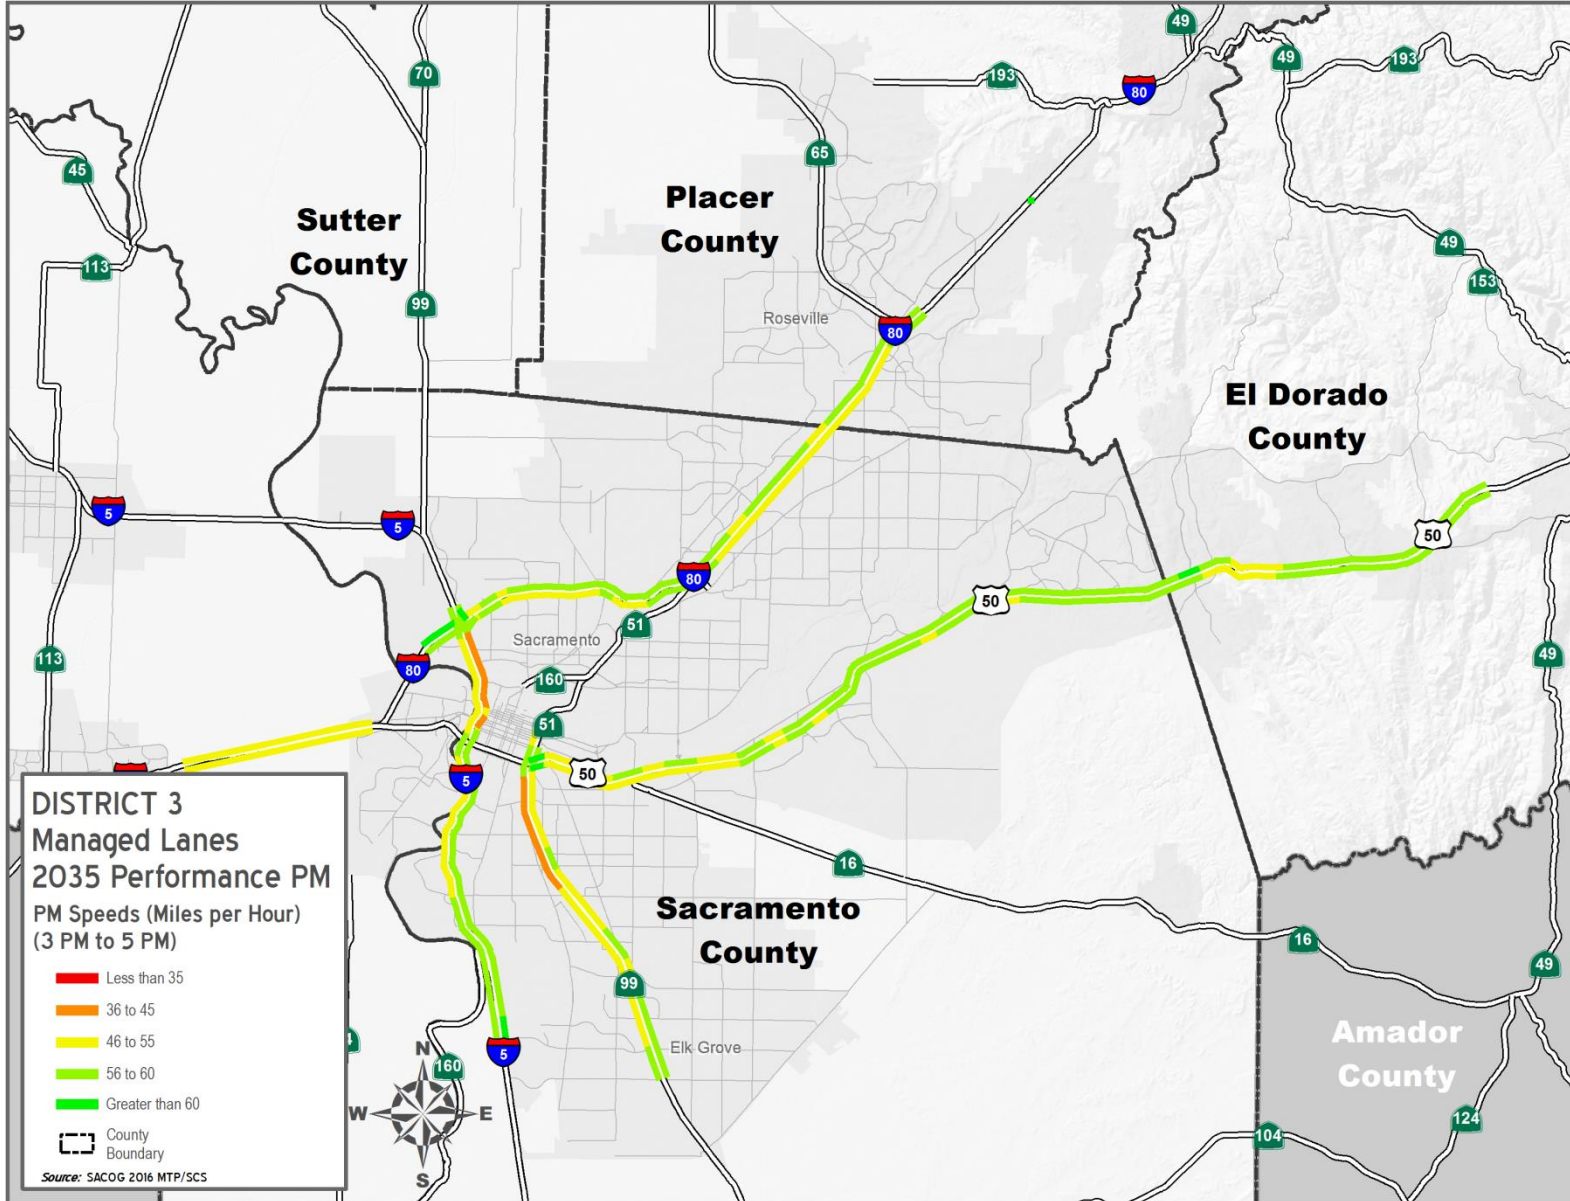 49
70
193
49
193
80
65
45
Sutter
County
Placer
County
49
113
153
99
Roseville
80
El Dorado
County
5
5
50
80
50
51
Sacramento
113
80
160
49
51
50
5
DISTRICT 3
Managed Lanes
2035 Performance PM
PM Speeds (Miles per Hour)
(3 PM to 5 PM)
Less than 35
36 to 45
46 to 55
56 to 60
Greater than 60
County
Boundary
Source: SACOG 2016 MTP/SCS
16
Sacramento
County
16
49
99
Elk Grove
5
160
N
W
E
S
Amador
County
124
104